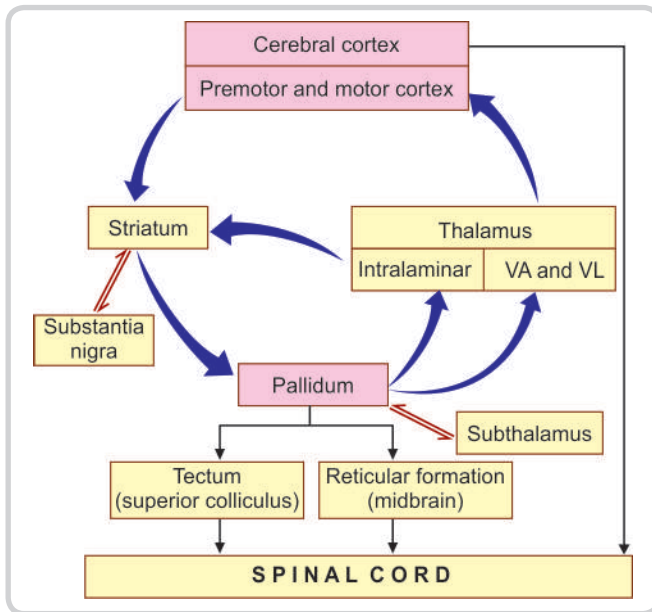 Cerebral cortex
Premotor and motor cortex
Striatum
Thalamus
Intralaminar
VA and VL
Substantia
nigra
Pallidum
Subthalamus
Tectum
(superior colliculus)
Reticular formation
(midbrain)
SPINAL CORD